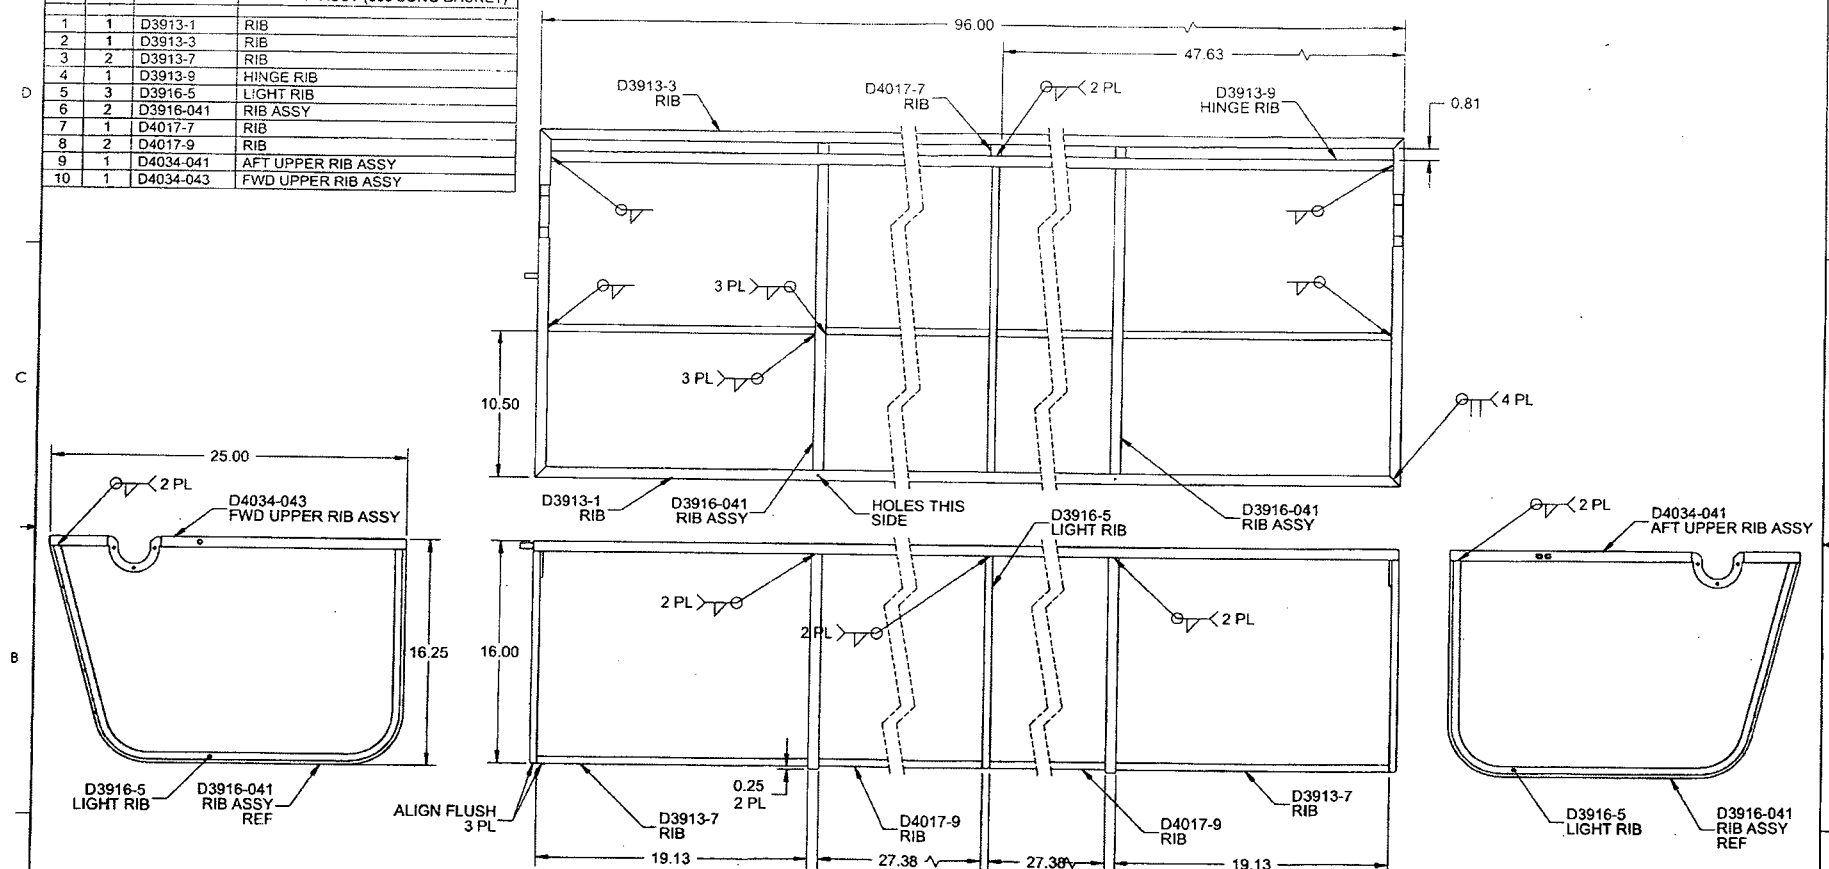 1 1 D3913-1 RIB
2 1 D3913-3 RIB
3 2 D3913-7 RIB
4 1 D3913-9 HINGE RIB
5 3 D3916-5 LIGHT RIB
6 2 D3916-041 RIB ASSY
7 1 D4017-7 RIB
8 2 D4017-9 RIB
9 1 D4034-041 AFT UPPER RIB ASSY
10 1 D4034-043 FWD UPPER RIB ASSY
96.00
47.63
D
D3913-3
RIB
D4017-7
RIB
2 PL
D3913-9
HINGE RIB
0.81
3 PL
3 PL
C
10.50
4 PL
25.00
2 PL
D4034-043
FWD UPPER RIB ASSY
D3913-1
RIB
D3916-041
RIB ASSY
HOLES THIS
SIDE
D3916-5
LIGHT RIB
D3916-041
RIB ASSY
2 PL
D4034-041
AFT UPPER RIB ASSY
2 PL
2 PL
2 PL
B
16.25
16.00
D3916-5
LIGHT RIB
D3916-041
RIB ASSY
REF
ALIGN FLUSH
3 PL
D3913-7
RIB
0.25
2 PL
D4017-9
RIB
D4017-9
RIB
D3913-7
RIB
D3916-5
LIGHT RIB
D3916-041
RIB ASSY
REF
19.13
27.38
27.38
19.13